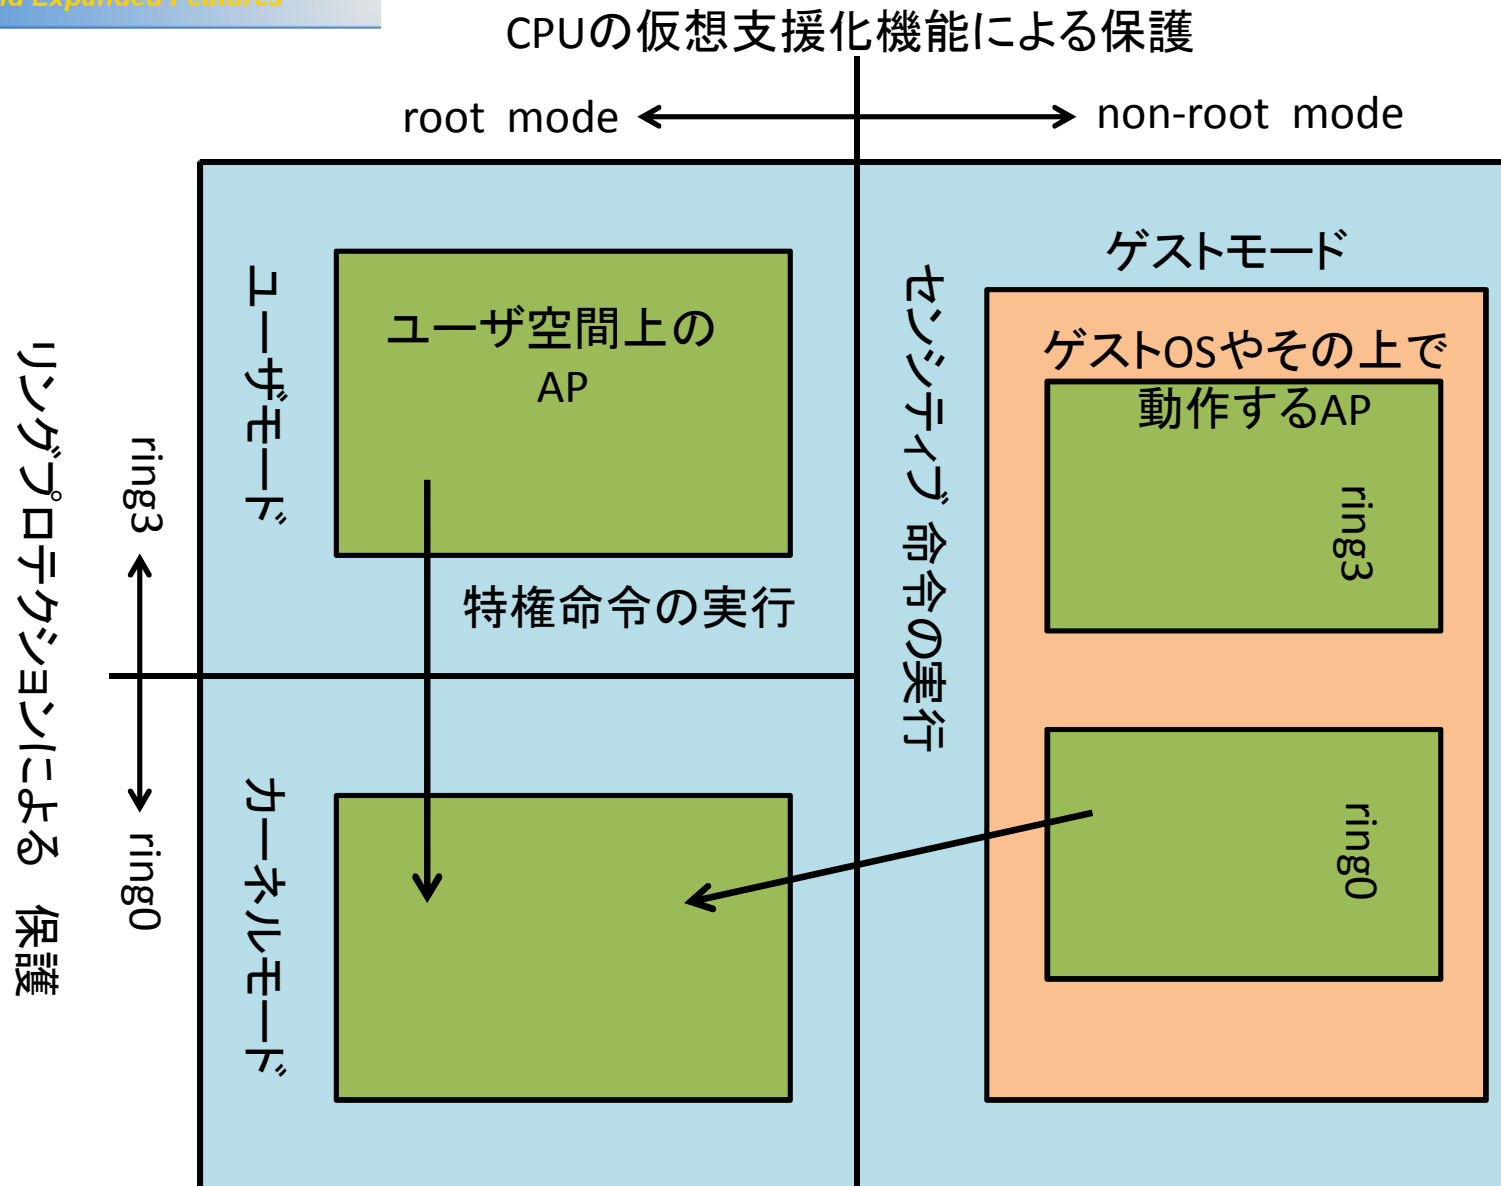 Expanded Features
CPUの仮想支援化機能による保護
root mode
non-root mode
リングプロテクションによる 保護
ring3
ring0
ユーザモード
ユーザ空間上の
AP
特権命令の実行
カーネルモード
センシティブ 命令の実行
ゲストモード
ゲストOSやその上で
動作するAP
ring3
ring0